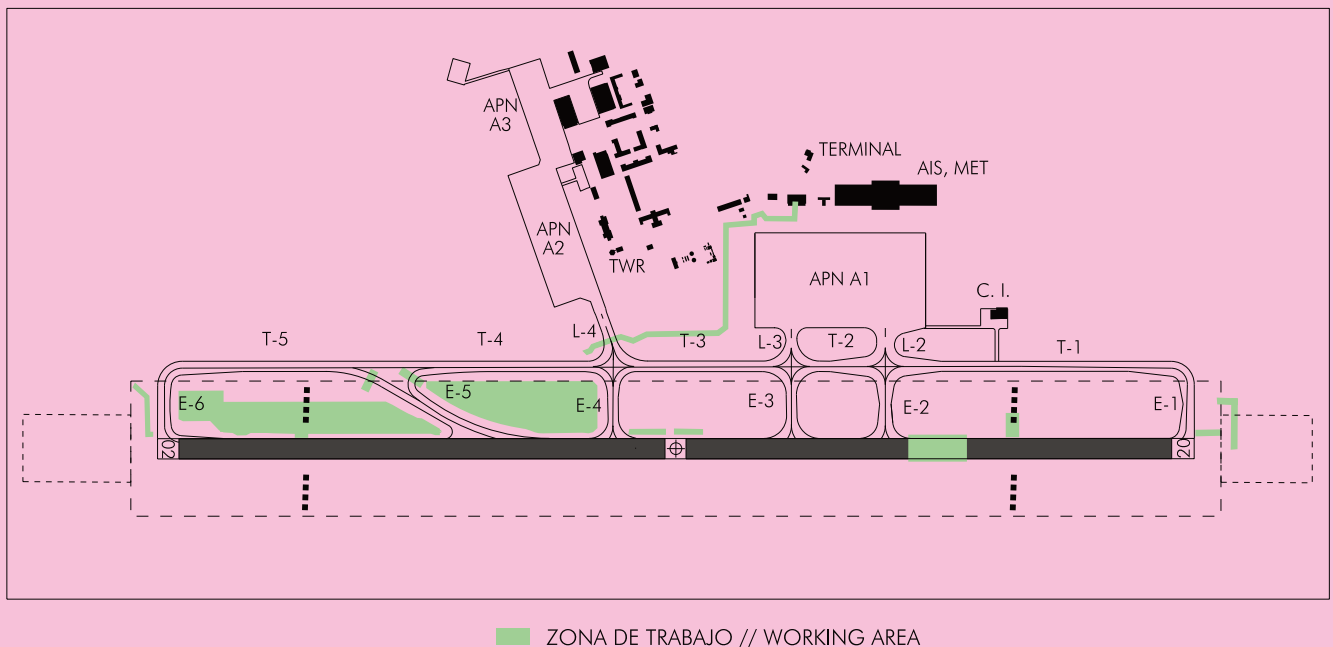 APN
A3
TERMINAL
AIS, MET
APN
A2
TWR
APN A1
C. I.
T-5
T-4
L-4
T-3
L-3
T-2
L-2
T-1
E-6
E-5
E-4
E-3
E-2
E-1
02
20
ZONA DE TRABAJO // WORKING AREA